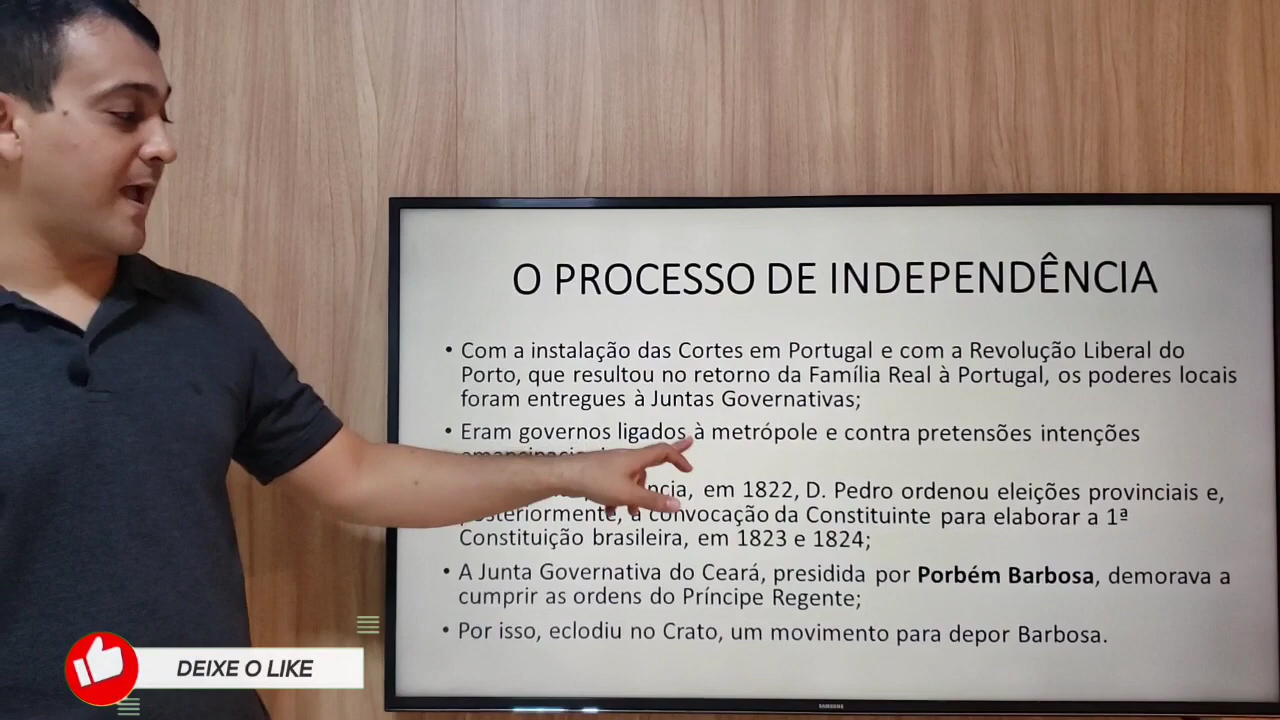 O PROCESSO DE INDEPENDÊNCIA
• Com a instalação das Cortes em Portugal e com a Revolução Liberal do
Porto, que resultou no retorno da Família Real à Portugal, os poderes locais
foram entregues à Juntas Governativas;
• Eram governos ligados à metrópole e contra pretensões intenções
em 1822, D. Pedro ordenou eleições provinciais e,
posteriormente, a convocação da Constituinte para elaborar a 1ª
Constituição brasileira, em 1823 e 1824;
• A Junta Governativa do Ceará, presidida por Porbém Barbosa, demorava a
cumprir as ordens do Príncipe Regente;
• Por isso, eclodiu no Crato, um movimento para depor Barbosa.
DEIXE O LIKE
SAMSUNG